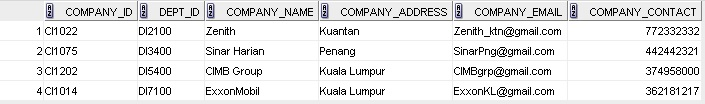 COMPANY_ID DEPT_ID COMPANY_NAME COMPANY_ADDRESS COMPANY_EMAIL COMPANY_CONTACT
1 CI1022 DI2100 Zenith Kuantan Zenith_ktn@gmail.com 772332332
2 CI1075 DI3400 Sinar Harian Penang SinarPng@gmail.com 442442321
3 CI1202 DI5400 CIMB Group Kuala Lumpur CIMBgrp@gmail.com 374958000
4 CI1014 DI7100 ExxonMobil Kuala Lumpur ExxonKL@gmail.com 362181217